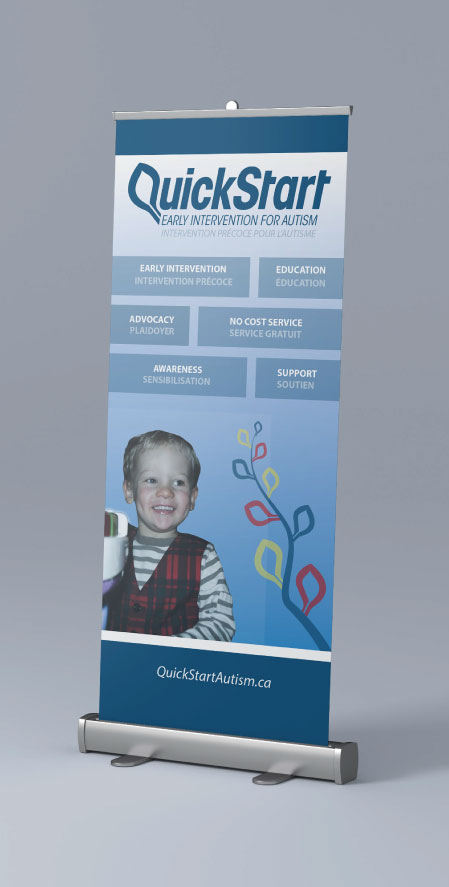 QuickStart
EARLY INTERVENTION FOR AUTISM
INTERVENTION PRÉCOCE POUR L'AUTISME
EARLY INTERVENTION
INTERVENTION PRÉCOCE
EDUCATION
ÉDUCATION
ADVOCACY
PLAIDOYER
NO COST SERVICE
SERVICE GRATUIT
AWARENESS
SENSIBILISATION
SUPPORT
SOUTIEN
QuickStartAutism.ca